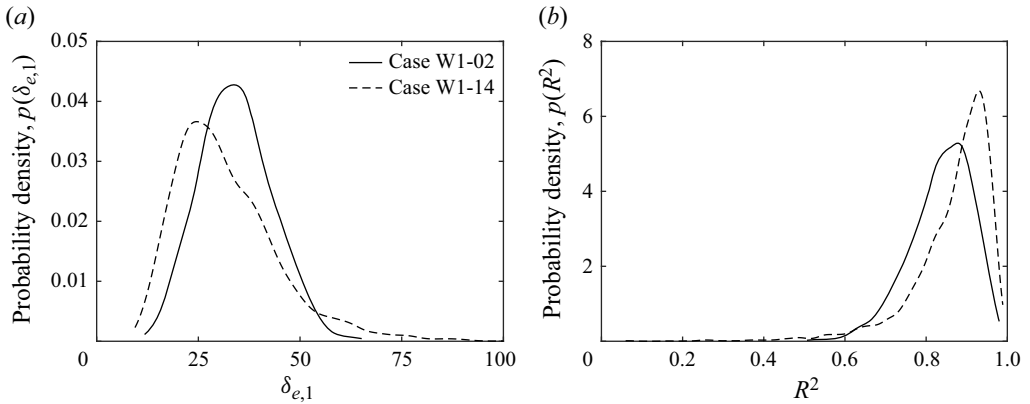 (a)
Probability density, p(δe,1)
0.05
0.04
0.03
0.02
0.01
0
25
50
75
100
δe,1
Case W1-02
Case W1-14
(b)
Probability density, p(R²)
8
6
4
2
0
0.2
0.4
0.6
0.8
1.0
R²